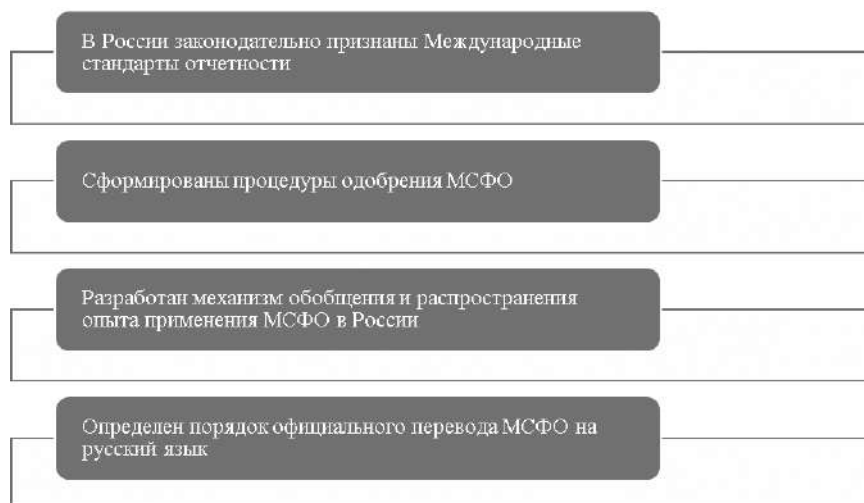 В России законодательно признаны Международные
стандарты отчетности
Сформированы процедуры одобрения МСФО
Разработан механизм обобщения и распространения
опыта применения МСФО в России
Определен порядок официального перевода МСФО на
русский язык